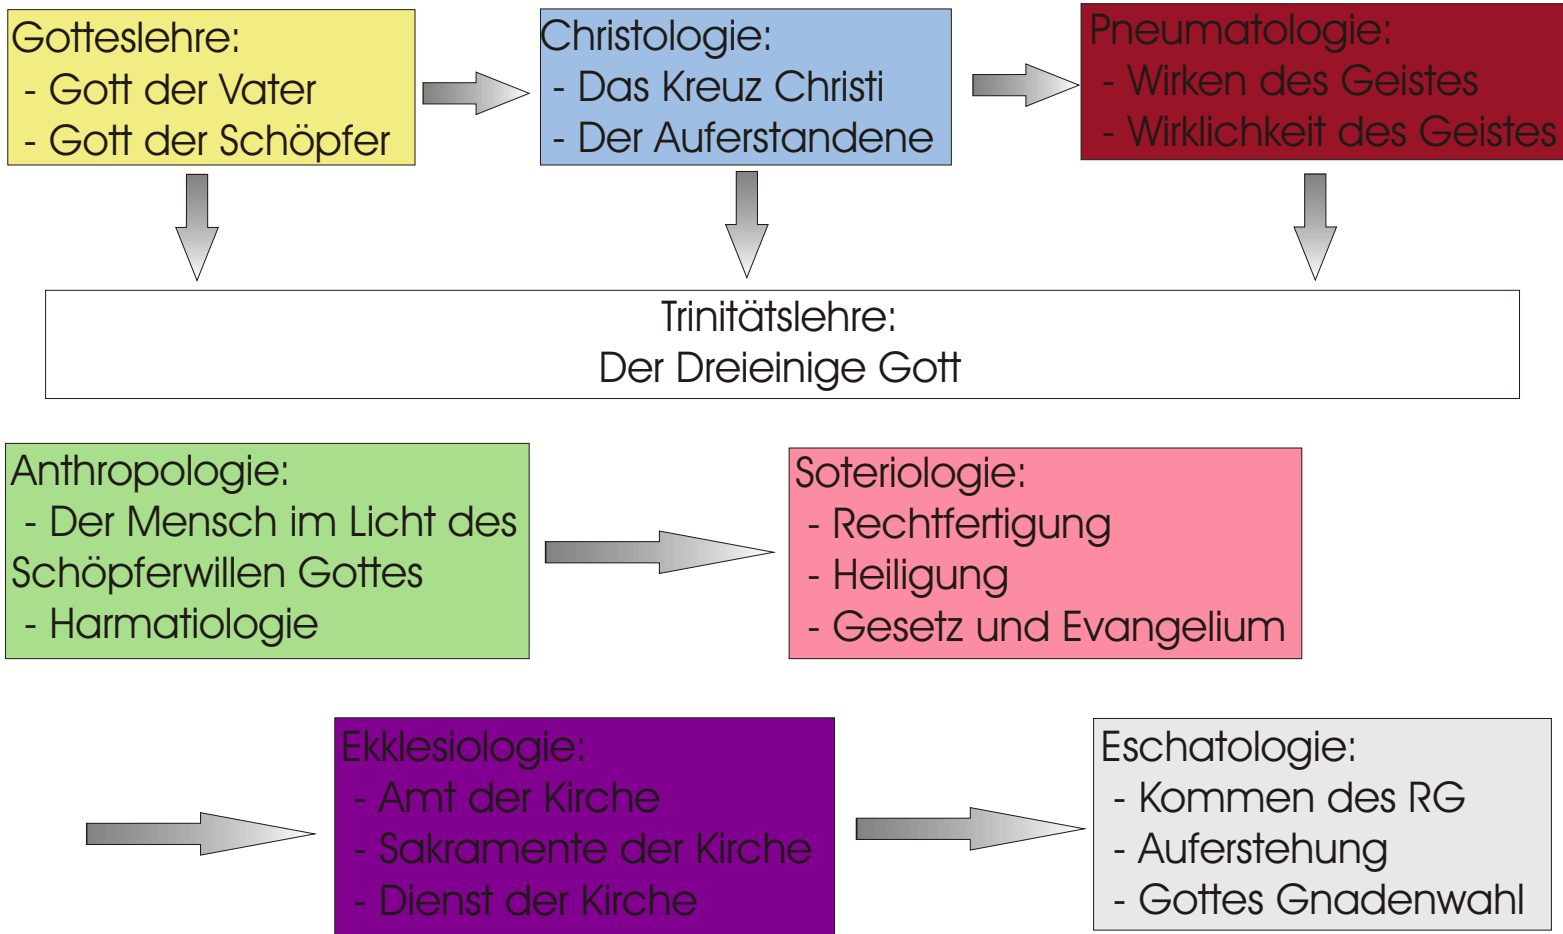 Gotteslehre:
- Gott der Vater
- Gott der Schöpfer
Christologie:
- Das Kreuz Christi
- Der Auferstandene
Pneumatologie:
- Wirken des Geistes
- Wirklichkeit des Geistes
Trinitätslehre:
Der Dreieinige Gott
Anthropologie:
- Der Mensch im Licht des
Schöpferwillen Gottes
- Harmatiologie
Soteriologie:
- Rechtfertigung
- Heiligung
- Gesetz und Evangelium
Ekklesiologie:
- Amt der Kirche
- Sakramente der Kirche
- Dienst der Kirche
Eschatologie:
- Kommen des RG
- Auferstehung
- Gottes Gnadenwahl